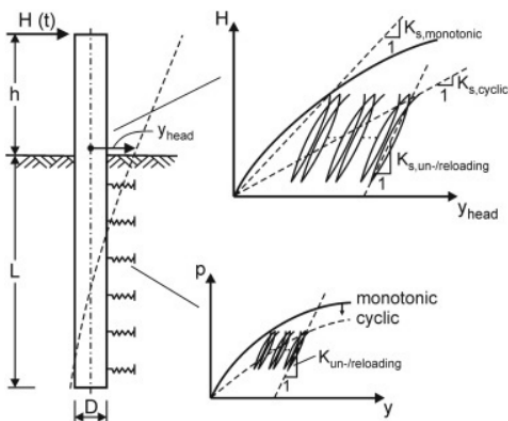 H (t)
h
y_head
L
D
H
K_s,monotonic
1
K_s,cyclic
1
K_s,un-/reloading
1
y_head
p
monotonic
cyclic
K_un-/reloading
1
y